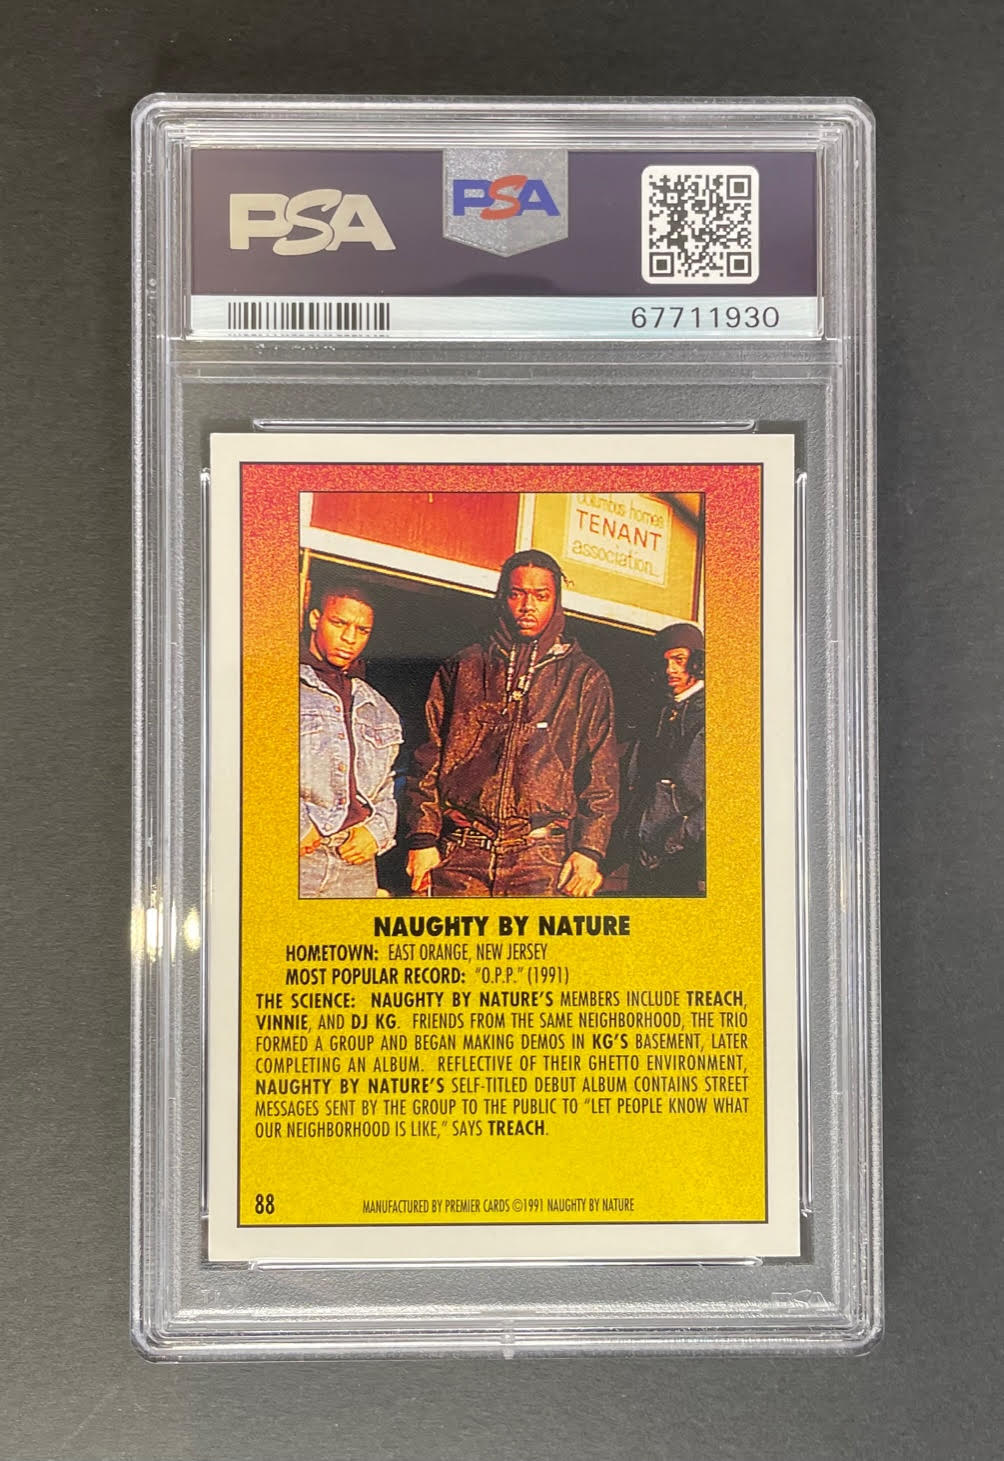 PSA
PSA
67711930
Columbus homes
TENANT
association
NAUGHTY BY NATURE
HOMETOWN: EAST ORANGE, NEW JERSEY
MOST POPULAR RECORD: "O.P.P." (1991)
THE SCIENCE: NAUGHTY BY NATURE'S MEMBERS INCLUDE TREACH,
VINNIE, AND DJ KG. FRIENDS FROM THE SAME NEIGHBORHOOD, THE TRIO
FORMED A GROUP AND BEGAN MAKING DEMOS IN KG'S BASEMENT, LATER
COMPLETING AN ALBUM. REFLECTIVE OF THEIR GHETTO ENVIRONMENT,
NAUGHTY BY NATURE'S SELF-TITLED DEBUT ALBUM CONTAINS STREET
MESSAGES SENT BY THE GROUP TO THE PUBLIC TO "LET PEOPLE KNOW WHAT
OUR NEIGHBORHOOD IS LIKE," SAYS TREACH.
88
MANUFACTURED BY PREMIER CARDS ©1991 NAUGHTY BY NATURE
PSA